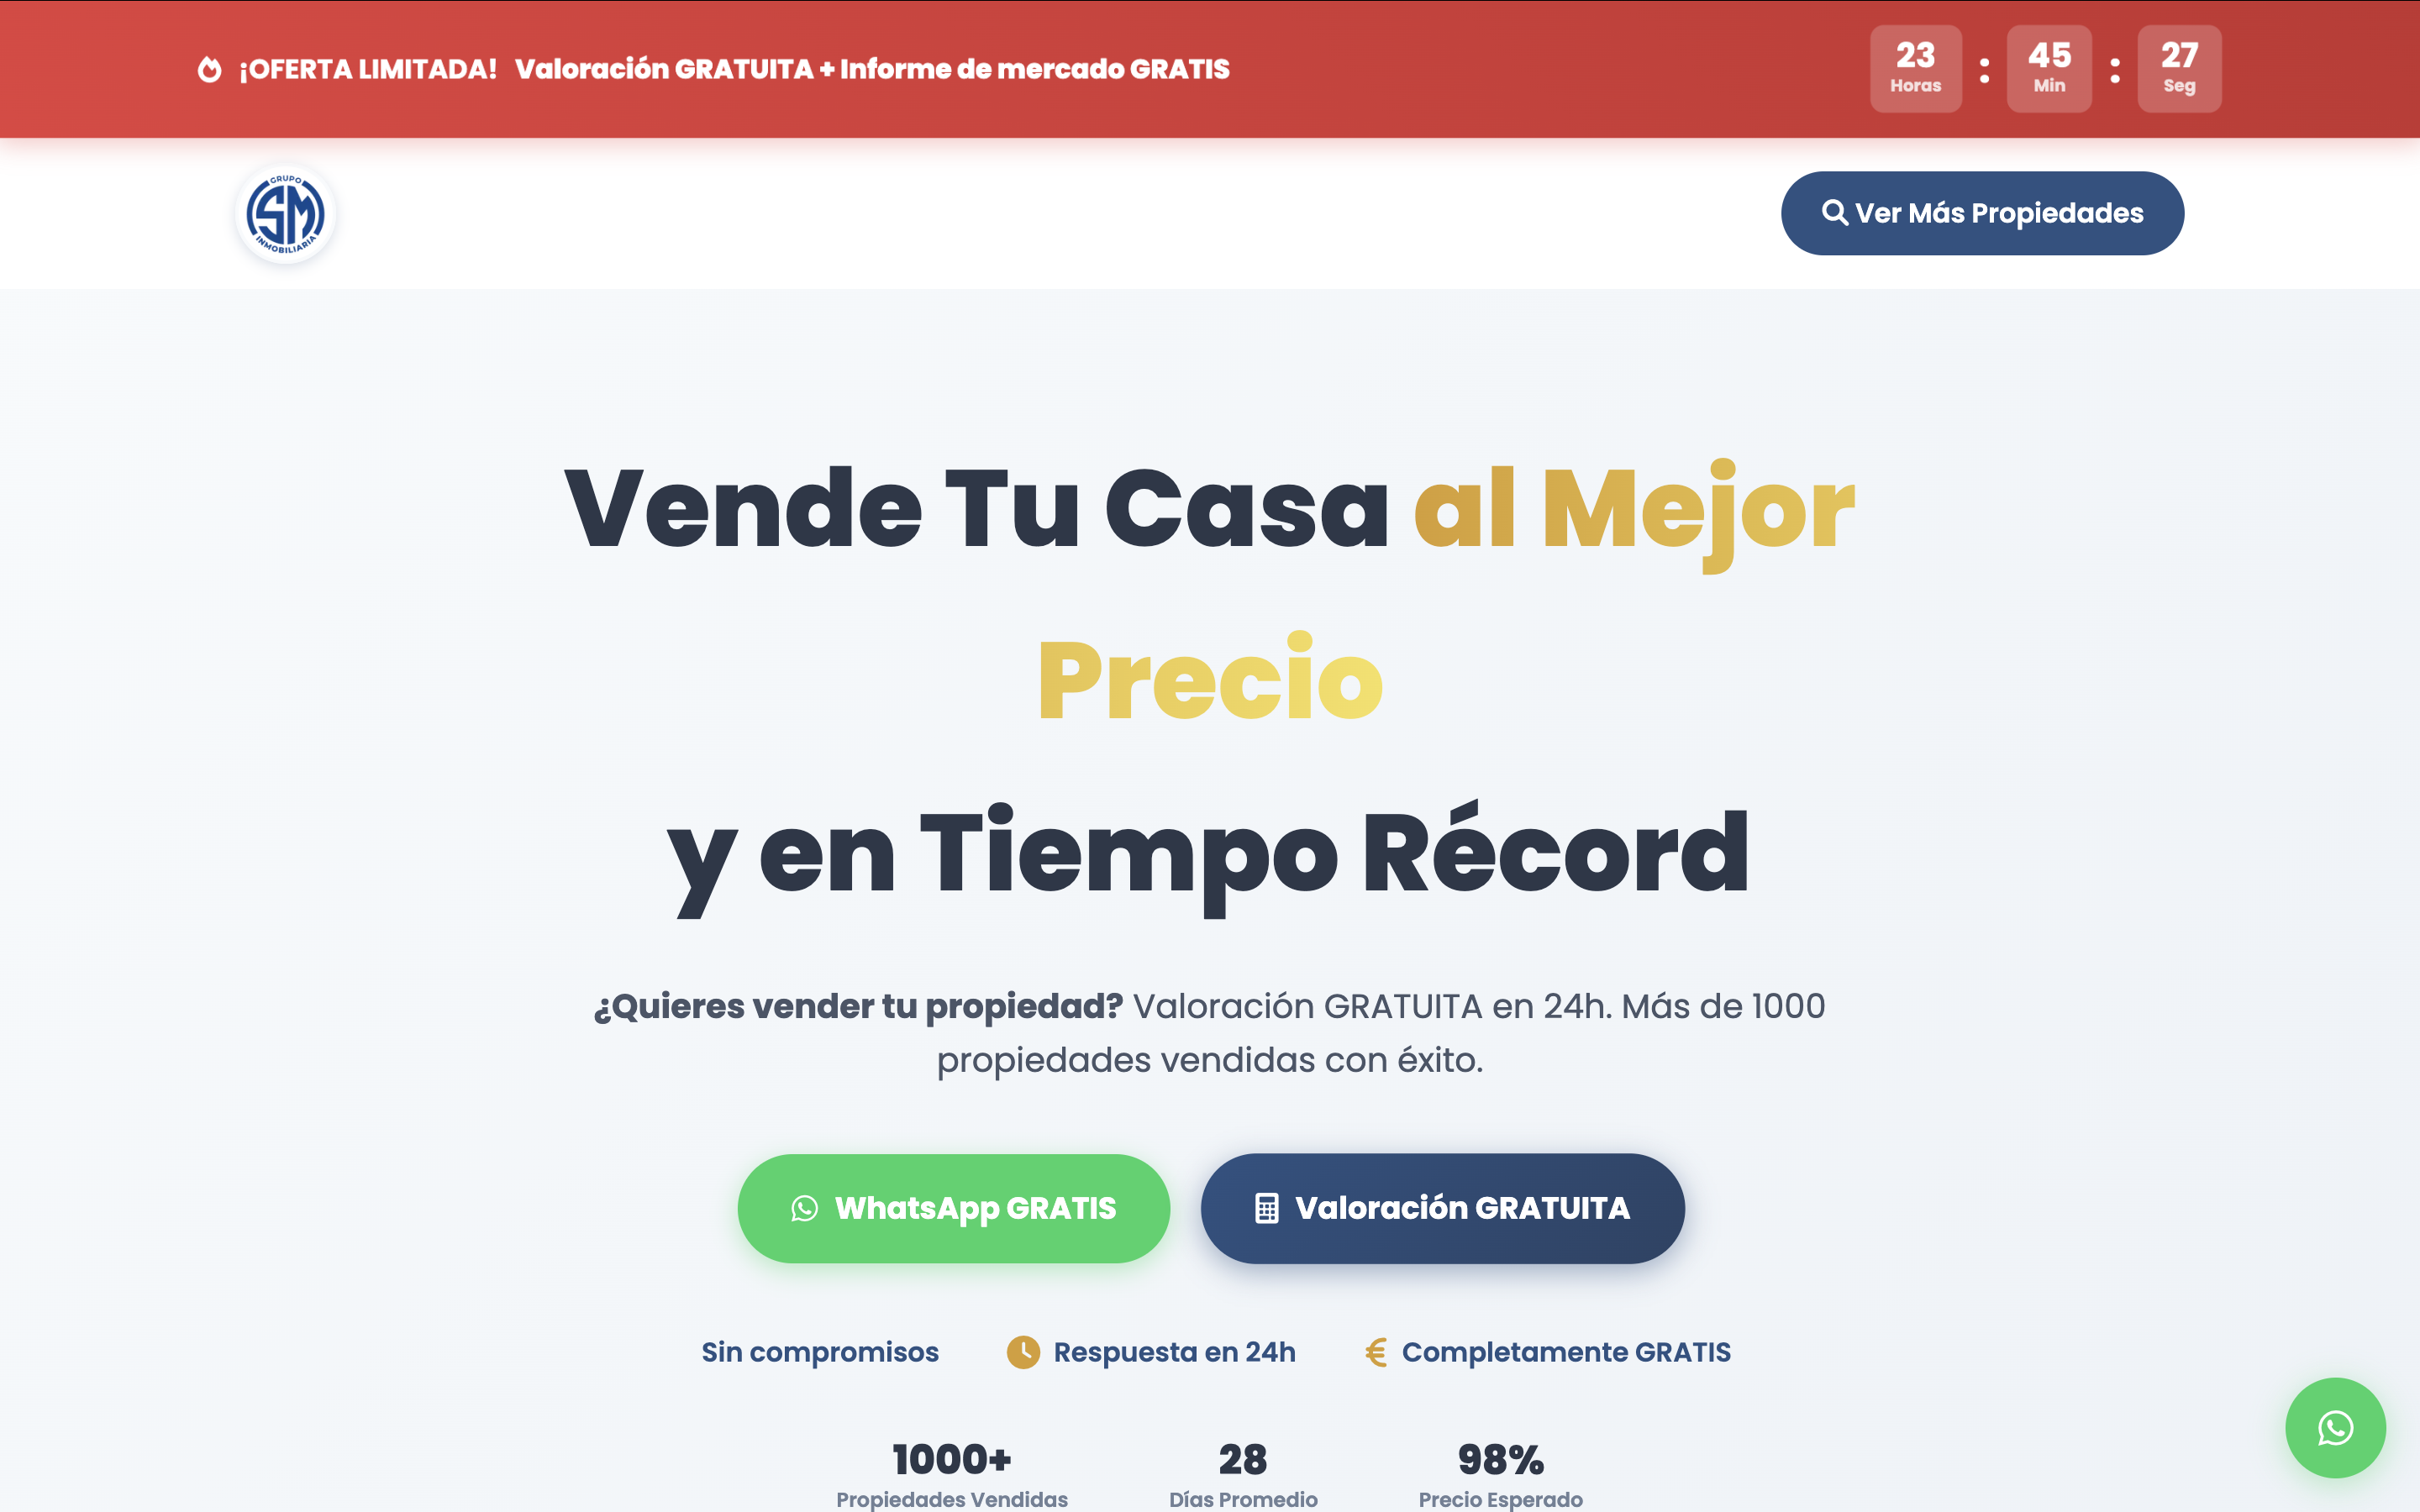 ¡OFERTA LIMITADA! Valoración GRATUITA + Informe de mercado GRATIS
23 : 45 : 27
Horas Min Seg
GRUPO
SM
INMOBILIARIA
Ver Más Propiedades
Vende Tu Casa al Mejor
Precio
y en Tiempo Récord
¿Quieres vender tu propiedad? Valoración GRATUITA en 24h. Más de 1000
propiedades vendidas con éxito.
WhatsApp GRATIS
Valoración GRATUITA
Sin compromisos
Respuesta en 24h
€ Completamente GRATIS
1000+
Propiedades Vendidas
28
Días Promedio
98%
Precio Esperado